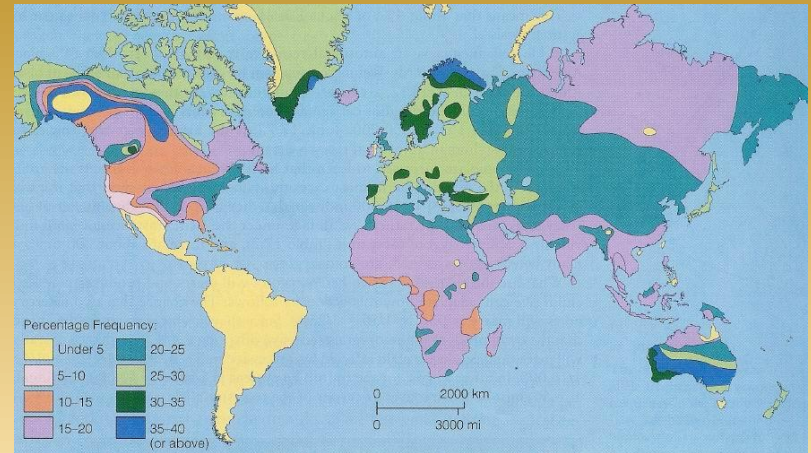 Percentage Frequency:
Under 5
5–10
10–15
15–20
20–25
25–30
30–35
35–40
(or above)
0 2000 km
0 3000 mi